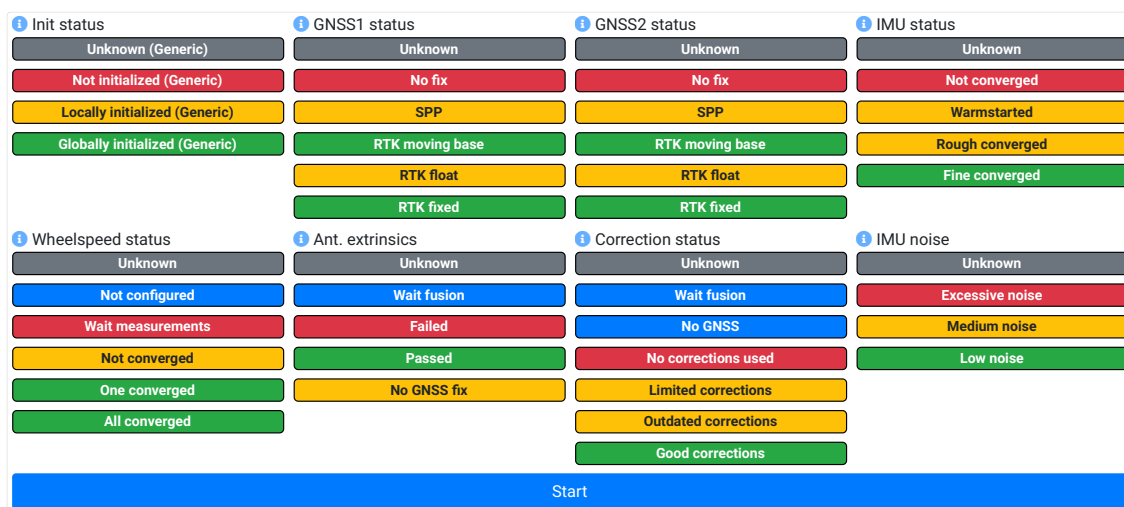 Init status
Unknown (Generic)
Not initialized (Generic)
Locally initialized (Generic)
Globally initialized (Generic)
GNSS1 status
Unknown
No fix
SPP
RTK moving base
RTK float
RTK fixed
GNSS2 status
Unknown
No fix
SPP
RTK moving base
RTK float
RTK fixed
IMU status
Unknown
Not converged
Warmstarted
Rough converged
Fine converged
Wheelspeed status
Unknown
Not configured
Wait measurements
Not converged
One converged
All converged
Ant. extrinsics
Unknown
Wait fusion
Failed
Passed
No GNSS fix
Correction status
Unknown
Wait fusion
No GNSS
No corrections used
Limited corrections
Outdated corrections
Good corrections
IMU noise
Unknown
Excessive noise
Medium noise
Low noise
Start